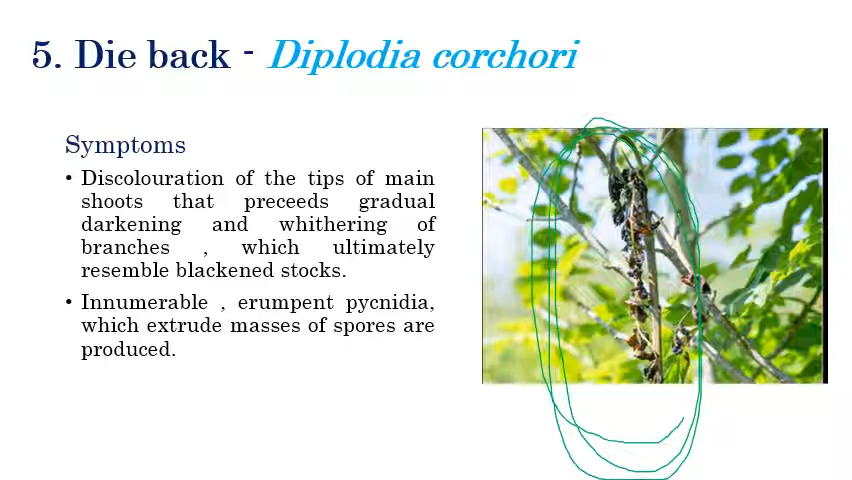 5. Die back - Diplodia corchori
Symptoms
• Discolouration of the tips of main
shoots that preceeds gradual
darkening and whithering of
branches , which ultimately
resemble blackened stocks.
• Innumerable , erumpent pycnidia,
which extrude masses of spores are
produced.